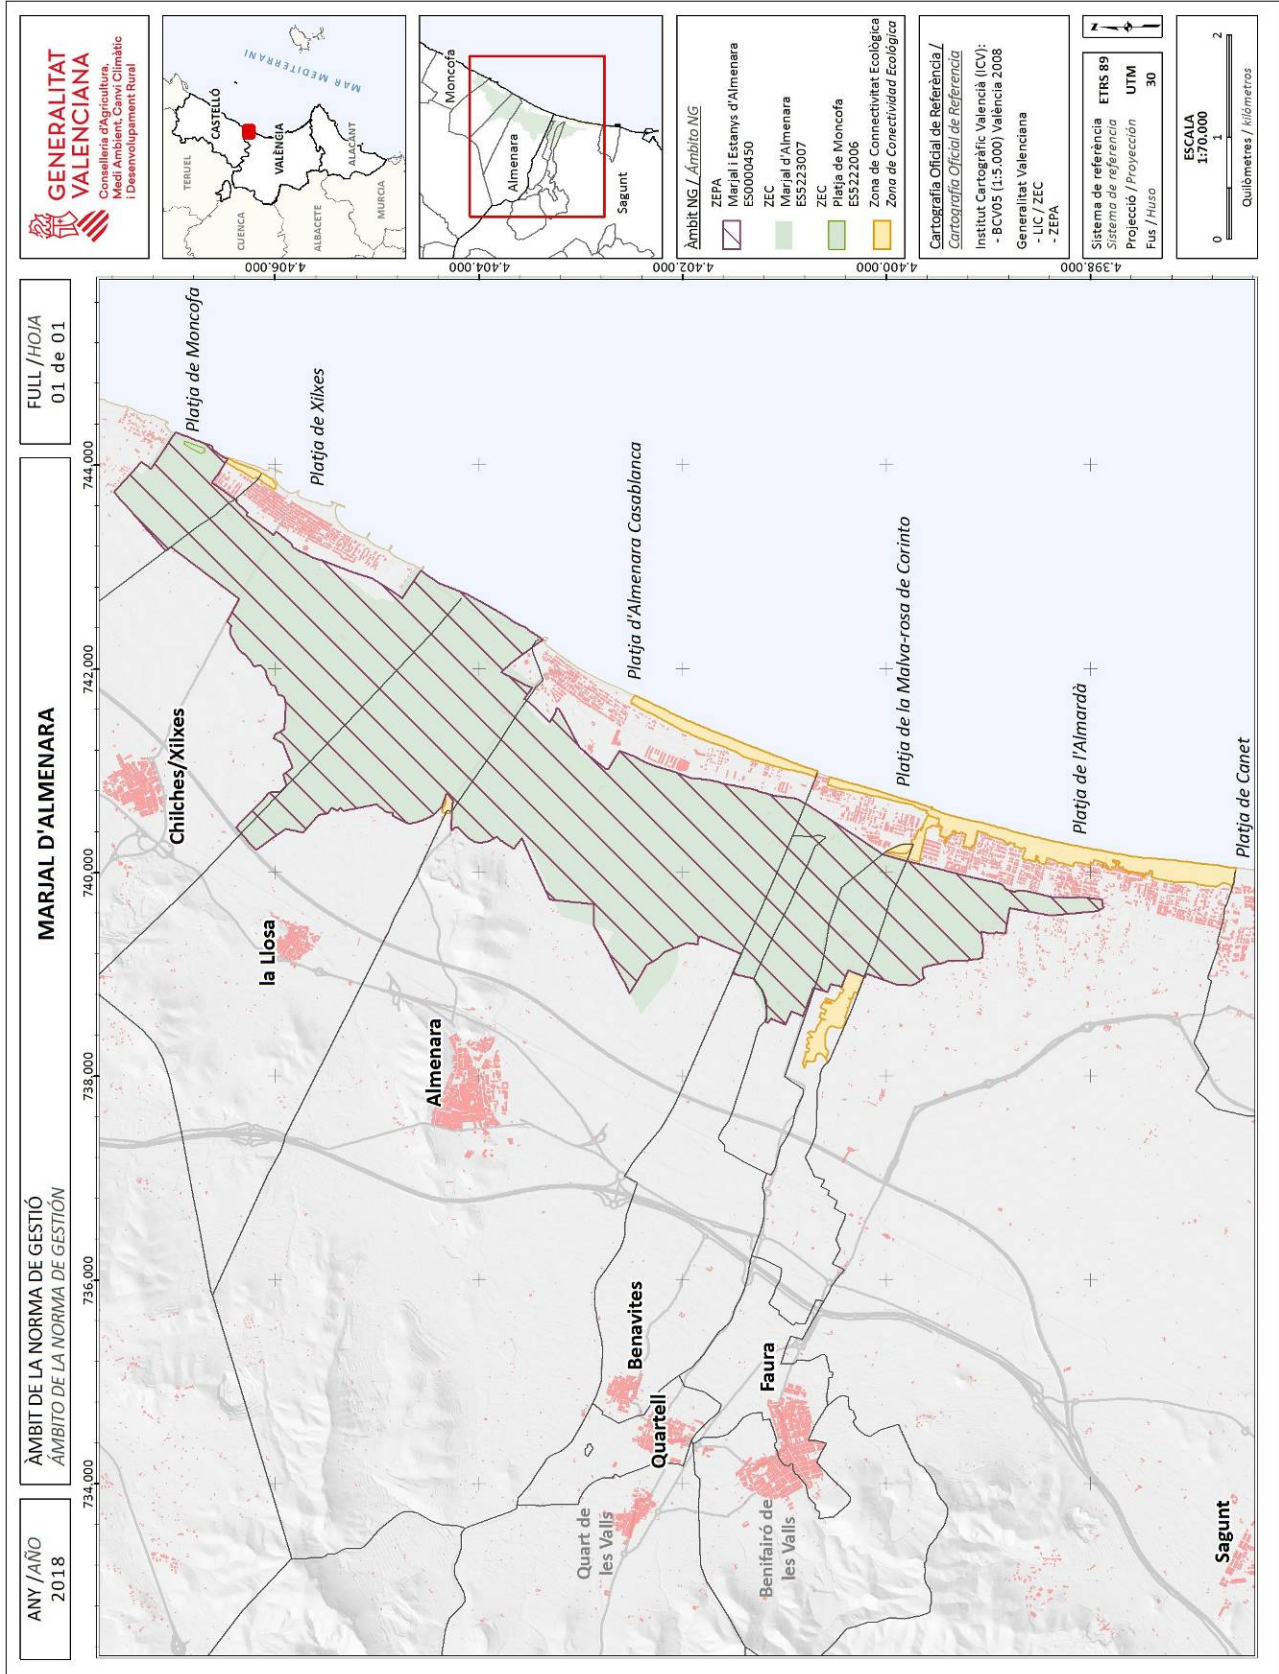 ANY / AÑO
2018
ÀMBIT DE LA NORMA DE GESTIÓ
ÁMBITO DE LA NORMA DE GESTIÓN
MARJAL D'ALMENARA
FULL / HOJA
01 de 01
GENERALITAT
VALENCIANA
Conselleria d'Agricultura,
Medi Ambient, Canvi Climàtic
i Desenvolupament Rural
734.000
736.000
738.000
740.000
742.000
744.000
4.406.000
4.404.000
4.402.000
4.400.000
4.398.000
Platja de Moncofa
Platja de Xilxes
Chilches/Xilxes
la Llosa
Almenara
Platja d'Almenara Casablanca
Platja de la Malva-rosa de Corinto
Platja de l'Almardà
Platja de Canet
Benavites
Quartell
Faura
Quart de
les Valls
Benifairó de
les Valls
Sagunt
TERUEL
CASTELLÓ
CUENCA
VALÈNCIA
ALBACETE
ALACANT
MURCIA
MAR MEDITERRANI
Moncofa
Almenara
Sagunt
Àmbit NG / Ámbito NG
ZEPA
Marjal i Estanys d'Almenara
ES0000450
ZEC
Marjal d'Almenara
ES5223007
ZEC
Platja de Moncofa
ES5222006
Zona de Connectivitat Ecològica
Zona de Conectividad Ecológica
Cartografia Oficial de Referència /
Cartografía Oficial de Referencia
Institut Cartogràfic Valencià (ICV):
- BCV05 (1:5.000) València 2008
Generalitat Valenciana
- LIC / ZEC
- ZEPA
Sistema de referència ETRS 89
Sistema de referencia
Projecció / Proyección UTM
Fus / Huso 30
N
ESCALA
1:70.000
0 1 2
Quilòmetres / kilómetros